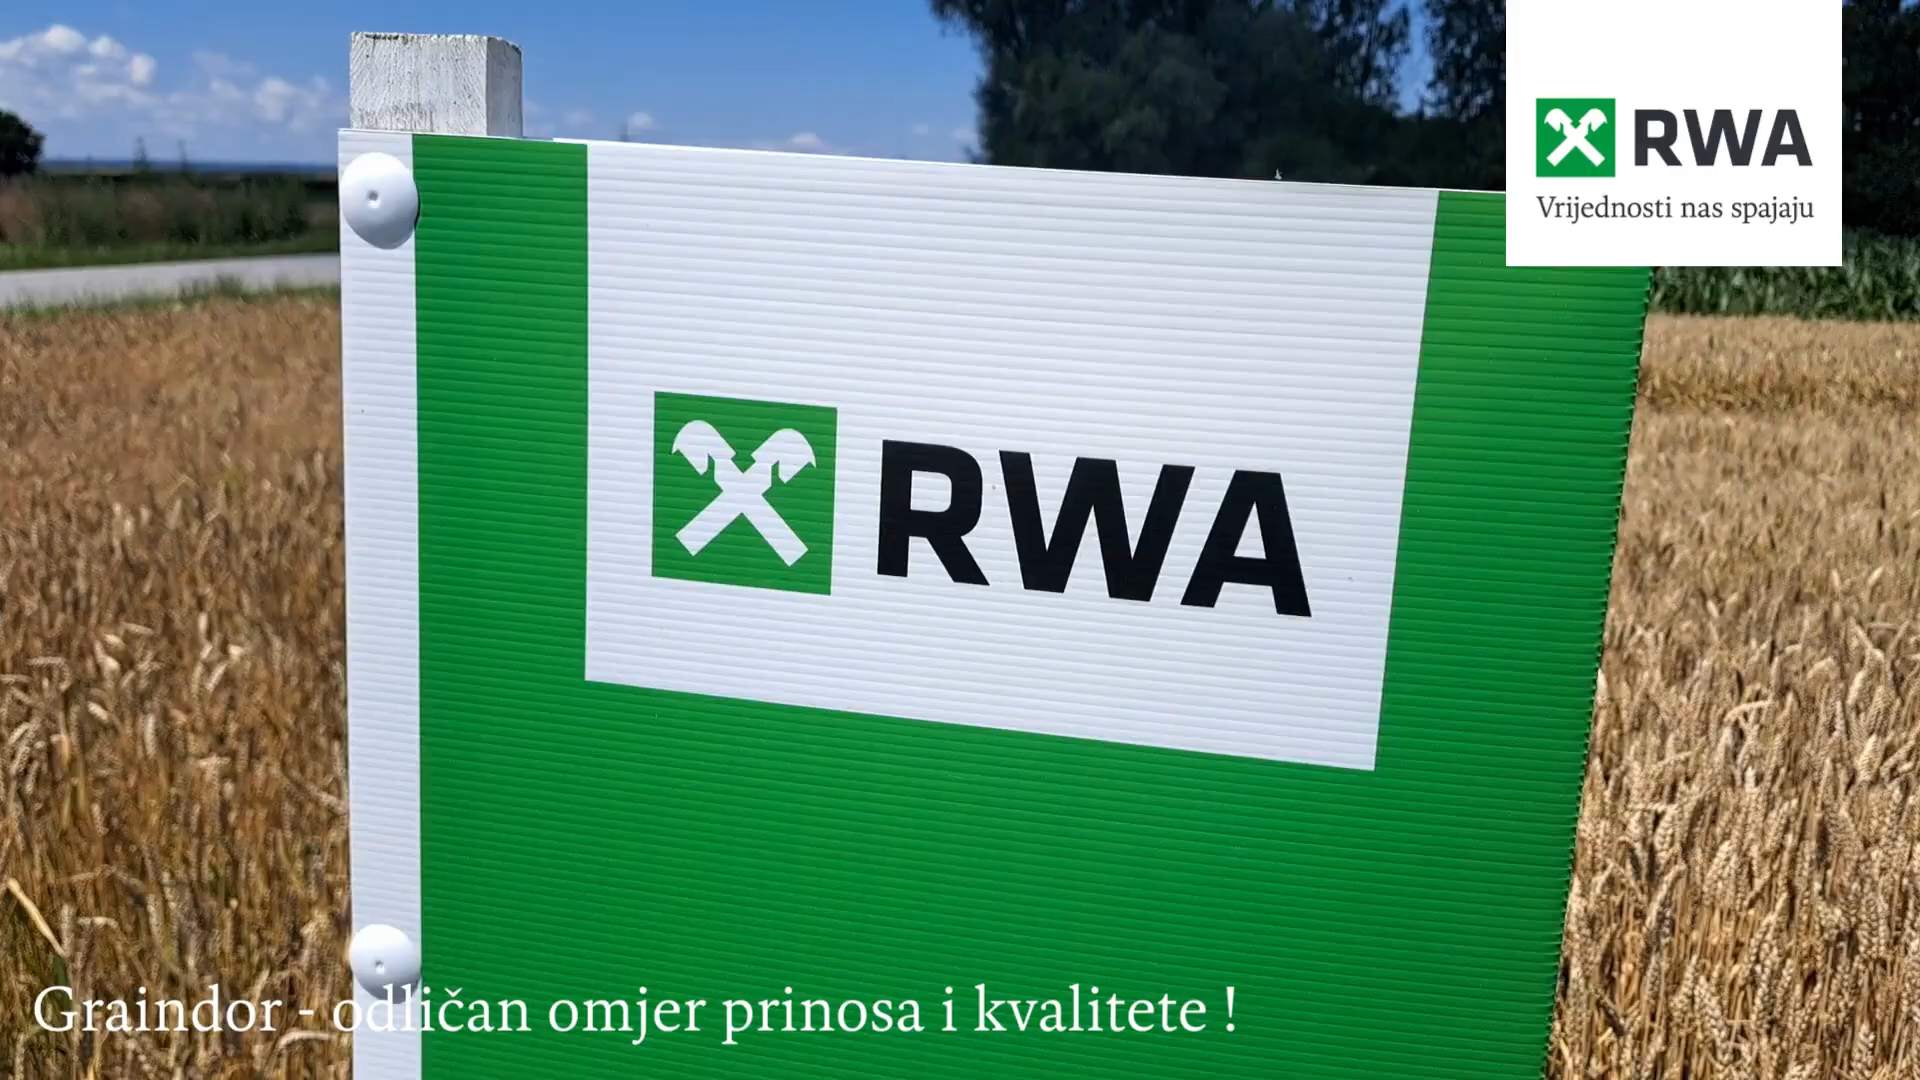 RWA
Vrijednosti nas spajaju
RWA
Graindor - odličan omjer prinosa i kvalitete !